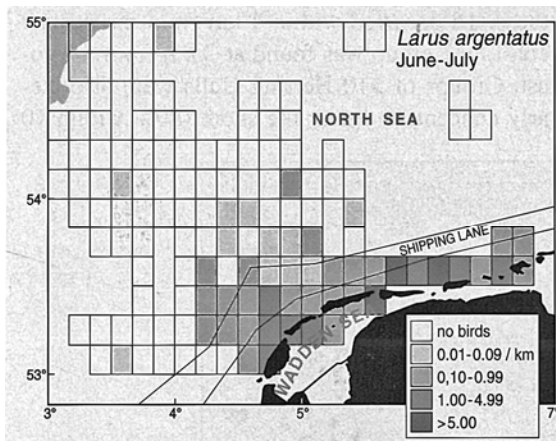 55°
Larus argentatus
June-July
NORTH SEA
54°
SHIPPING LANE
WADDEN SEA
53°
no birds
0.01-0.09 / km
0,10-0.99
1.00-4.99
>5.00
3°
4°
5°
7°